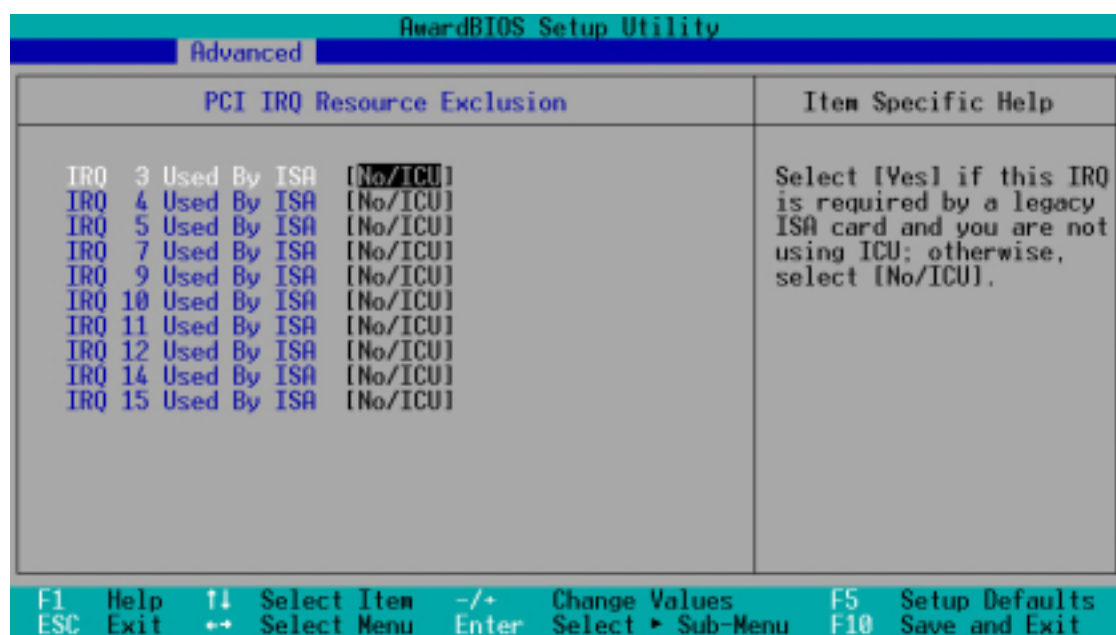 AwardBIOS Setup Utility
Advanced
PCI IRQ Resource Exclusion
IRQ 3 Used By ISA [No/ICU]
IRQ 4 Used By ISA [No/ICU]
IRQ 5 Used By ISA [No/ICU]
IRQ 7 Used By ISA [No/ICU]
IRQ 9 Used By ISA [No/ICU]
IRQ 10 Used By ISA [No/ICU]
IRQ 11 Used By ISA [No/ICU]
IRQ 12 Used By ISA [No/ICU]
IRQ 14 Used By ISA [No/ICU]
IRQ 15 Used By ISA [No/ICU]
Item Specific Help
Select [Yes] if this IRQ
is required by a legacy
ISA card and you are not
using ICU; otherwise,
select [No/ICU].
F1 Help ↑↓ Select Item -/+ Change Values F5 Setup Defaults
ESC Exit ←→ Select Menu Enter Select ► Sub-Menu F10 Save and Exit